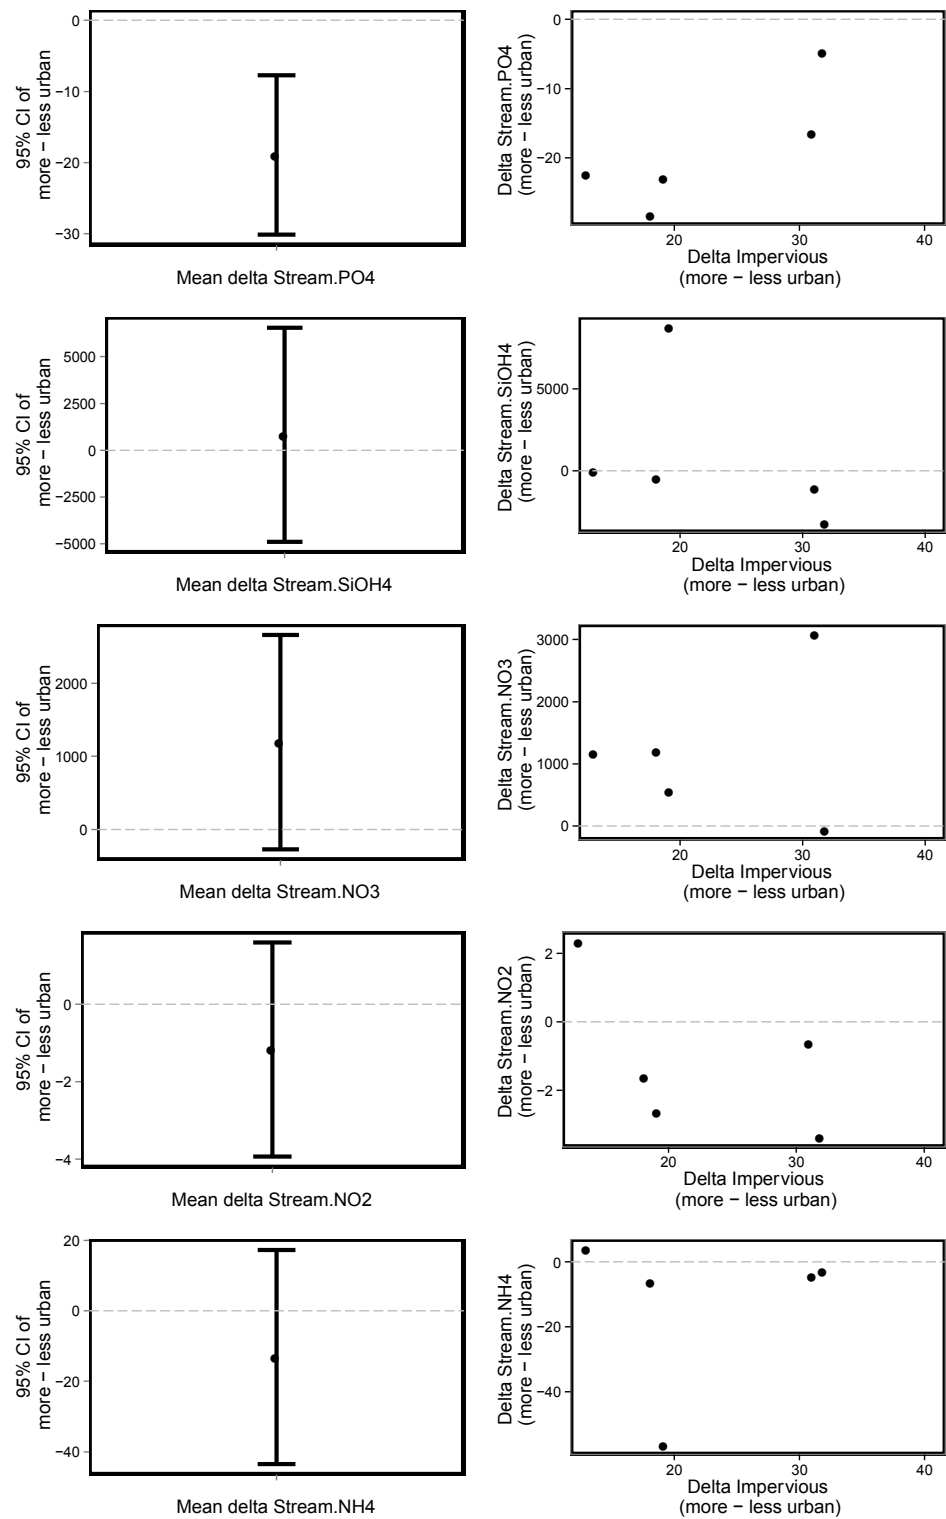 95% CI of
more − less urban
0
−10
−20
−30
Mean delta Stream.PO4
Delta Stream.PO4
(more − less urban)
0
−10
−20
20
30
40
Delta Impervious
(more − less urban)
95% CI of
more − less urban
5000
2500
0
−2500
−5000
Mean delta Stream.SiOH4
Delta Stream.SiOH4
(more − less urban)
5000
0
20
30
40
Delta Impervious
(more − less urban)
95% CI of
more − less urban
2000
1000
0
Mean delta Stream.NO3
Delta Stream.NO3
(more − less urban)
3000
2000
1000
0
20
30
40
Delta Impervious
(more − less urban)
95% CI of
more − less urban
0
−2
−4
Mean delta Stream.NO2
Delta Stream.NO2
(more − less urban)
2
0
−2
20
30
40
Delta Impervious
(more − less urban)
95% CI of
more − less urban
20
0
−20
−40
Mean delta Stream.NH4
Delta Stream.NH4
(more − less urban)
0
−20
−40
20
30
40
Delta Impervious
(more − less urban)